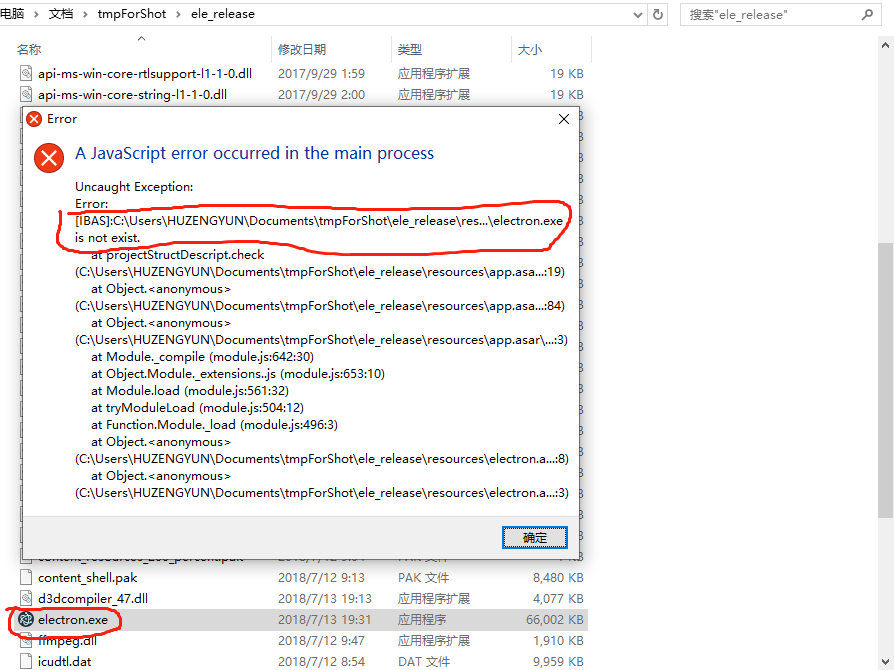 电脑 › 文档 › tmpForShot › ele_release 搜索"ele_release"
名称 修改日期 类型 大小
api-ms-win-core-rtlsupport-l1-1-0.dll 2017/9/29 1:59 应用程序扩展 19 KB
api-ms-win-core-string-l1-1-0.dll 2017/9/29 2:00 应用程序扩展 19 KB
Error
A JavaScript error occurred in the main process
Uncaught Exception:
Error:
[IBAS]:C:\Users\HUZENGYUN\Documents\tmpForShot\ele_release\res...\electron.exe
is not exist.
at projectStructDescript.check
(C:\Users\HUZENGYUN\Documents\tmpForShot\ele_release\resources\app.asa...:19)
at Object.<anonymous>
(C:\Users\HUZENGYUN\Documents\tmpForShot\ele_release\resources\app.asa...:84)
at Object.<anonymous>
(C:\Users\HUZENGYUN\Documents\tmpForShot\ele_release\resources\app.asar\...:3)
at Module._compile (module.js:642:30)
at Object.Module._extensions..js (module.js:653:10)
at Module.load (module.js:561:32)
at tryModuleLoad (module.js:504:12)
at Function.Module._load (module.js:496:3)
at Object.<anonymous>
(C:\Users\HUZENGYUN\Documents\tmpForShot\ele_release\resources\electron.a...:8)
at Object.<anonymous>
(C:\Users\HUZENGYUN\Documents\tmpForShot\ele_release\resources\electron.a...:3)
确定
content_shell.pak 2018/7/12 9:13 PAK 文件 8,480 KB
d3dcompiler_47.dll 2018/7/13 19:13 应用程序扩展 4,077 KB
electron.exe 2018/7/13 19:31 应用程序 66,002 KB
ffmpeg.dll 2018/7/12 9:47 应用程序扩展 1,910 KB
icudtl.dat 2018/7/12 8:54 DAT 文件 9,959 KB